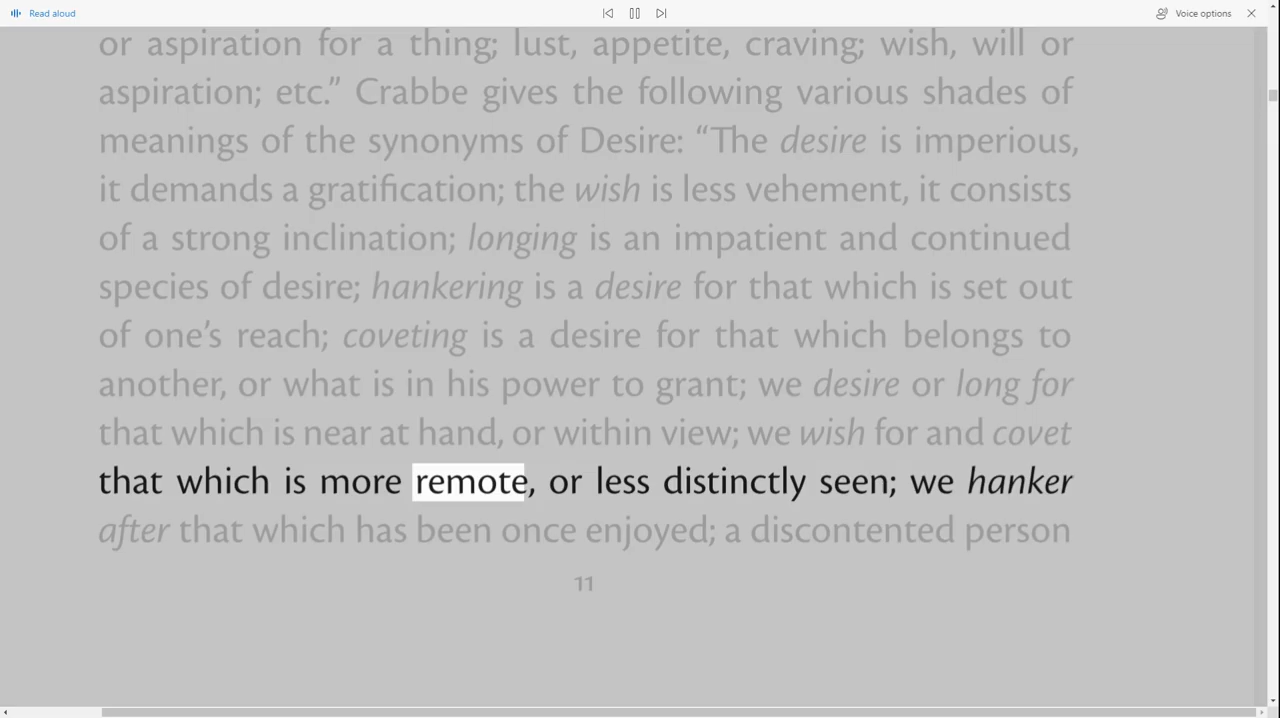 Read aloud
Voice options
or aspiration for a thing; lust, appetite, craving; wish, will or
aspiration; etc.” Crabbe gives the following various shades of
meanings of the synonyms of Desire: “The desire is imperious,
it demands a gratification; the wish is less vehement, it consists
of a strong inclination; longing is an impatient and continued
species of desire; hankering is a desire for that which is set out
of one’s reach; coveting is a desire for that which belongs to
another, or what is in his power to grant; we desire or long for
that which is near at hand, or within view; we wish for and covet
that which is more remote, or less distinctly seen; we hanker
after that which has been once enjoyed; a discontented person
11